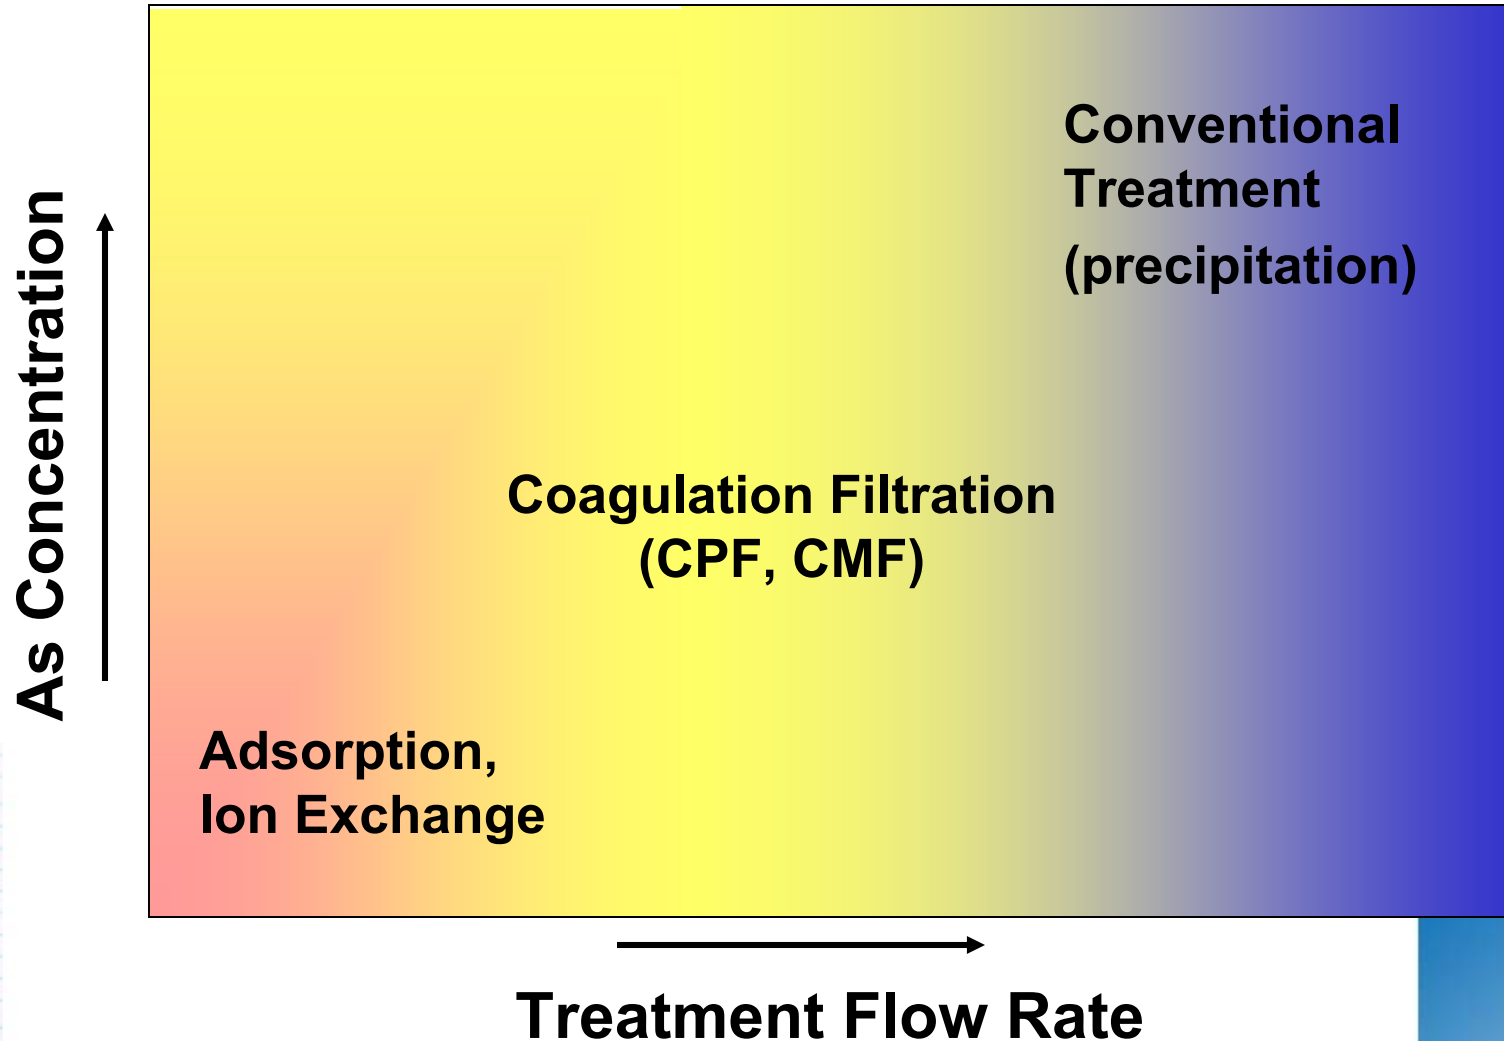 As Concentration
Conventional
Treatment
(precipitation)
Coagulation Filtration
(CPF, CMF)
Adsorption,
Ion Exchange
Treatment Flow Rate